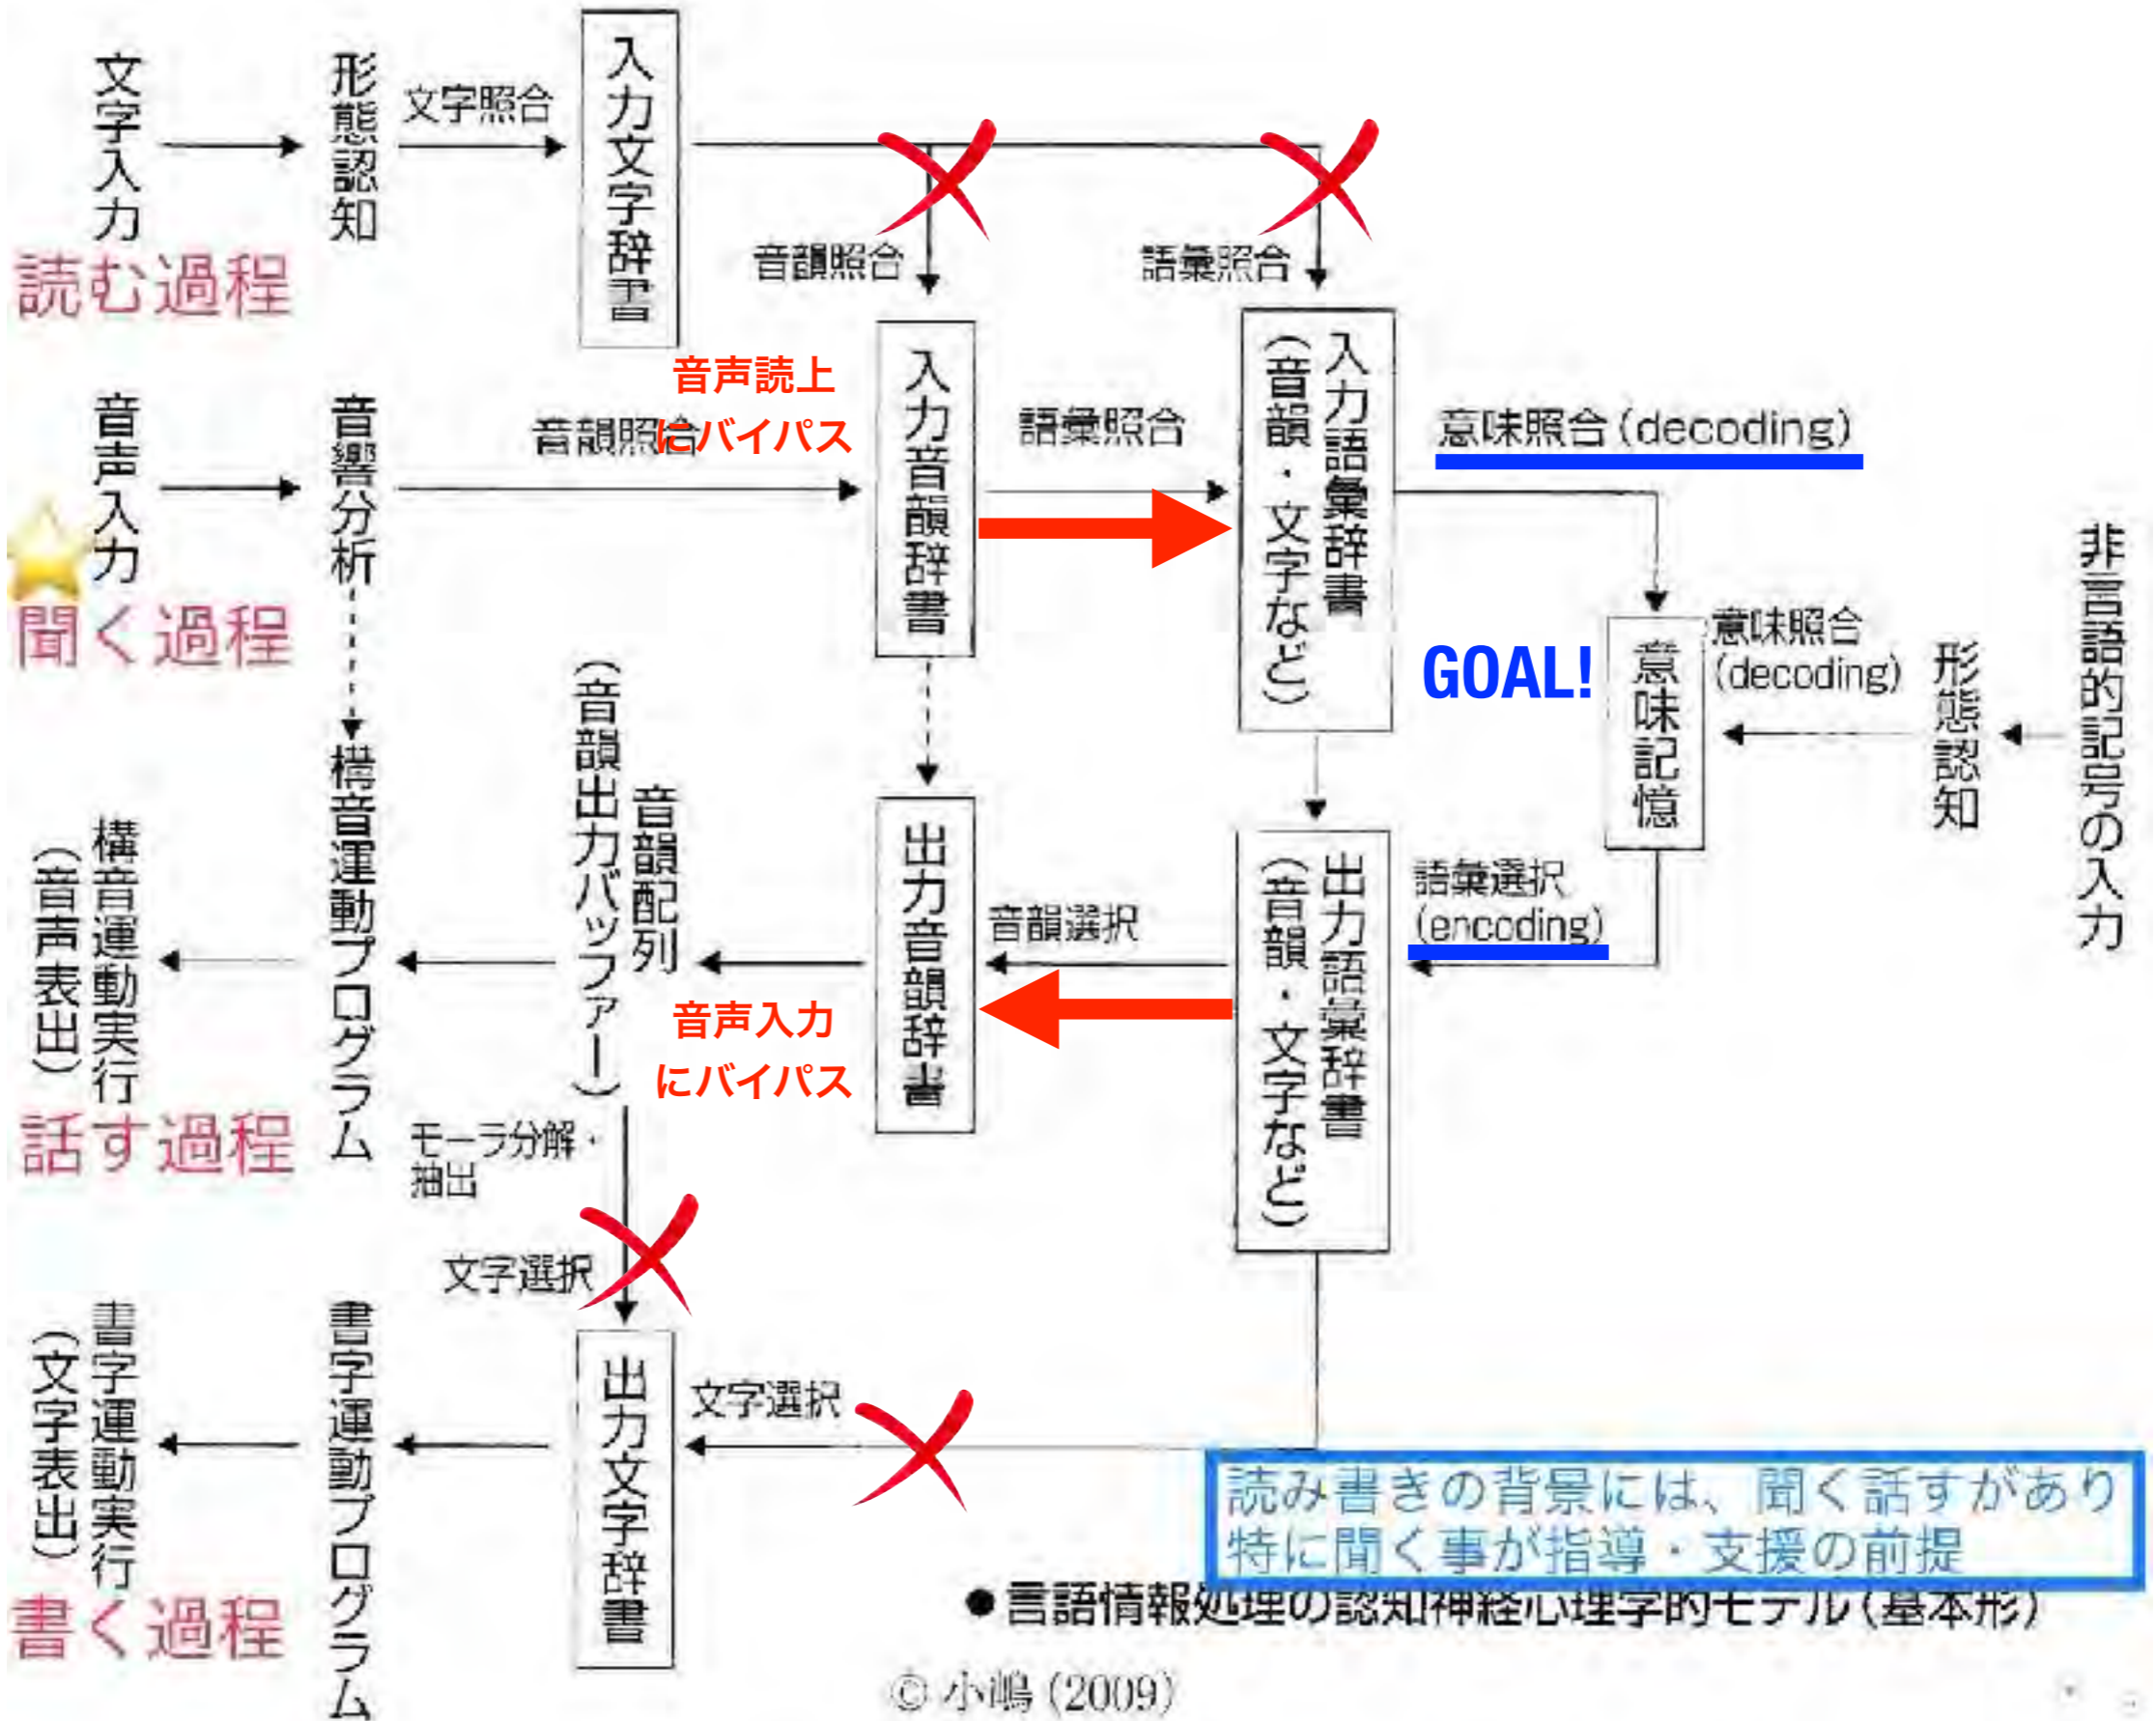 文字入力
形態認知
文字照合
入力文字辞書
音韻照合
語彙照合
読む過程
音声入力
音響分析
音韻照合
音声読上
にバイパス
入力音韻辞書
語彙照合
入力語彙辞書
(音韻・文字など)
意味照合(decoding)
聞く過程
GOAL!
意味記憶
意味照合
(decoding)
形態認知
非言語的記号の入力
構音運動実行
(音声表出)
構音運動プログラム
音韻配列
(音韻出力バッファー)
出力音韻辞書
音韻選択
出力語彙辞書
(音韻・文字など)
語彙選択
(encoding)
音声入力
にバイパス
話す過程
モーラ分解・
抽出
文字選択
書字運動実行
(文字表出)
書字運動プログラム
出力文字辞書
文字選択
書く過程
読み書きの背景には、聞く話すがあり
特に聞く事が指導・支援の前提
●言語情報処理の認知神経心理学的モデル(基本形)
© 小嶋 (2009)